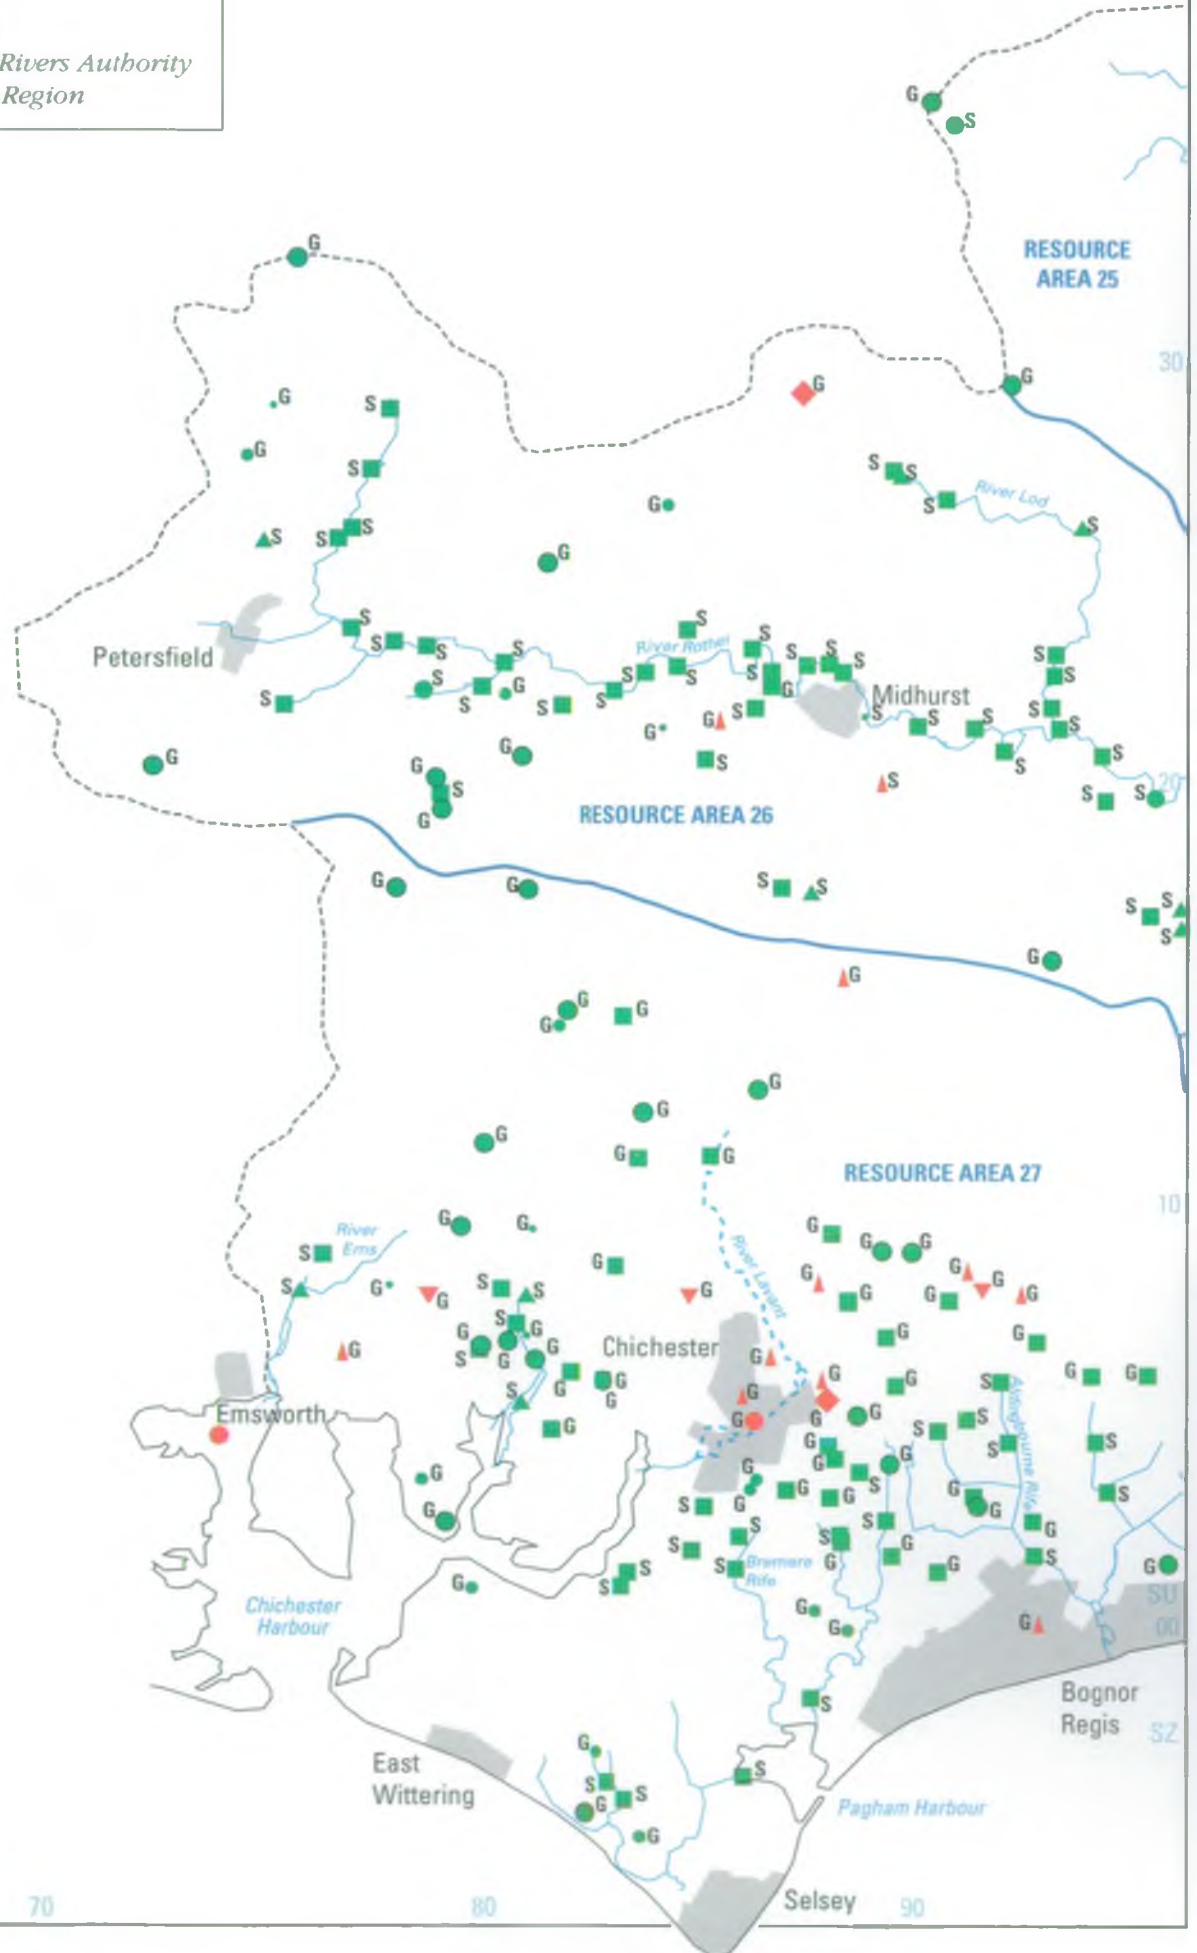 Rivers Authority
Region
G
S
G
RESOURCE
AREA 25
30
G
G
G
S
G
S
S
S
River Lod
S
G
S
S
S
S
G
S
S
S
S
River Rother
S
S
S
S
S
Petersfield
S
S
S
G
S
S
S
S
G
S
S
Midhurst
S
G
G
S
S
S
S
S
S
G
G
S
S
S
G
S
G
S
S
20
S
RESOURCE AREA 26
G
G
S
S
S
S
S
G
G
G
G
G
G
G
G
G
G
RESOURCE AREA 27
10
G
G
G
G
G
River
Ems
S
G
River Lavant
G
S
G
S
S
G
G
G
G
G
G
G
G
S
G
G
S
G
G
Chichester
G
G
G
G
G
G
G
S
G
G
G
S
G
G
Emsworth
G
G
G
G
S
S
Aldingbourne Rife
S
S
G
G
G
G
G
S
G
G
S
G
G
G
G
G
S
S
S
G
S
S
G
S
S
Bremere
Rife
G
G
G
S
G
S
S
G
Chichester
Harbour
G
G
G
SU
00
S
Bognor
Regis
SZ
East
Wittering
G
S
S
G
G
S
Pagham Harbour
Selsey
70
80
90